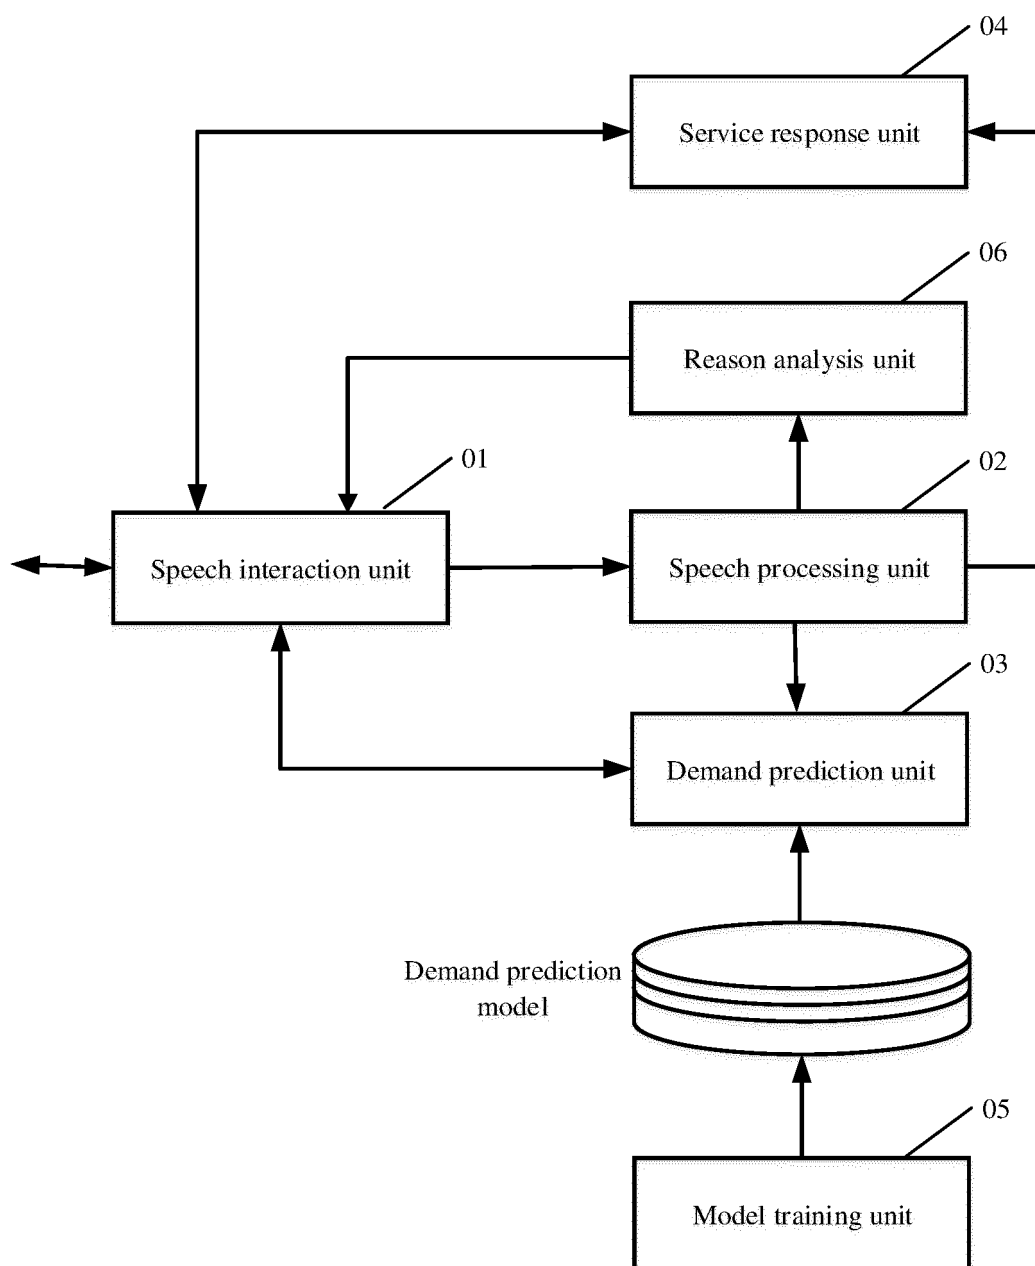 04
Service response unit
06
Reason analysis unit
01
02
Speech interaction unit
Speech processing unit
03
Demand prediction unit
Demand prediction
model
05
Model training unit